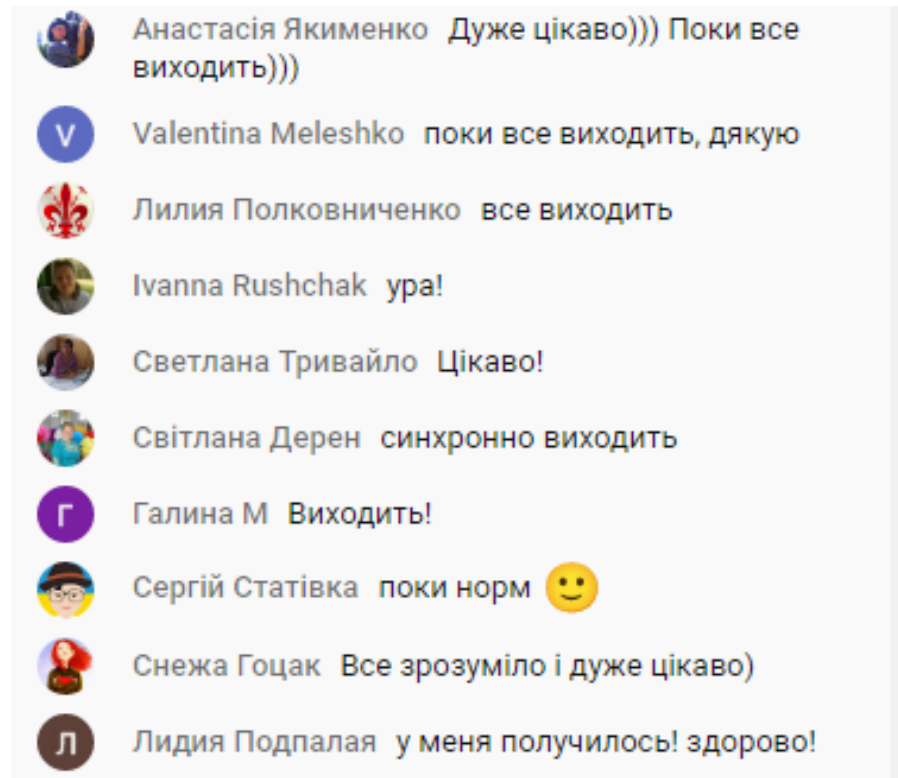 Анастасія Якименко Дуже цікаво))) Поки все
виходить)))
V
Valentina Meleshko поки все виходить, дякую
Лилия Полковниченко все виходить
Ivanna Rushchak ура!
Светлана Тривайло Цікаво!
Світлана Дерен синхронно виходить
Г
Галина М Виходить!
Сергій Статівка поки норм 🙂
Снежа Гоцак Все зрозуміло і дуже цікаво)
Л
Лидия Подпалая у меня получилось! здорово!